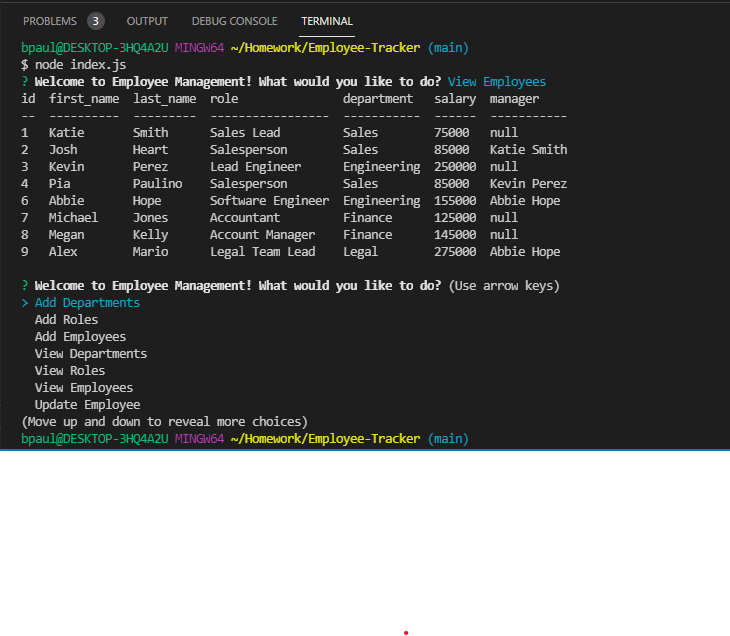 PROBLEMS 3 OUTPUT DEBUG CONSOLE TERMINAL
bpaul@DESKTOP-3HQ4A2U MINGW64 ~/Homework/Employee-Tracker (main)
$ node index.js
? Welcome to Employee Management! What would you like to do? View Employees
id  first_name  last_name  role               department   salary  manager
--  ----------  ---------  -----------------  -----------  ------  -----------
1   Katie       Smith      Sales Lead         Sales        75000   null
2   Josh        Heart      Salesperson        Sales        85000   Katie Smith
3   Kevin       Perez      Lead Engineer      Engineering  250000  null
4   Pia         Paulino    Salesperson        Sales        85000   Kevin Perez
6   Abbie       Hope       Software Engineer  Engineering  155000  Abbie Hope
7   Michael     Jones      Accountant         Finance      125000  null
8   Megan       Kelly      Account Manager    Finance      145000  null
9   Alex        Mario      Legal Team Lead    Legal        275000  Abbie Hope
? Welcome to Employee Management! What would you like to do? (Use arrow keys)
> Add Departments
Add Roles
Add Employees
View Departments
View Roles
View Employees
Update Employee
(Move up and down to reveal more choices)
bpaul@DESKTOP-3HQ4A2U MINGW64 ~/Homework/Employee-Tracker (main)